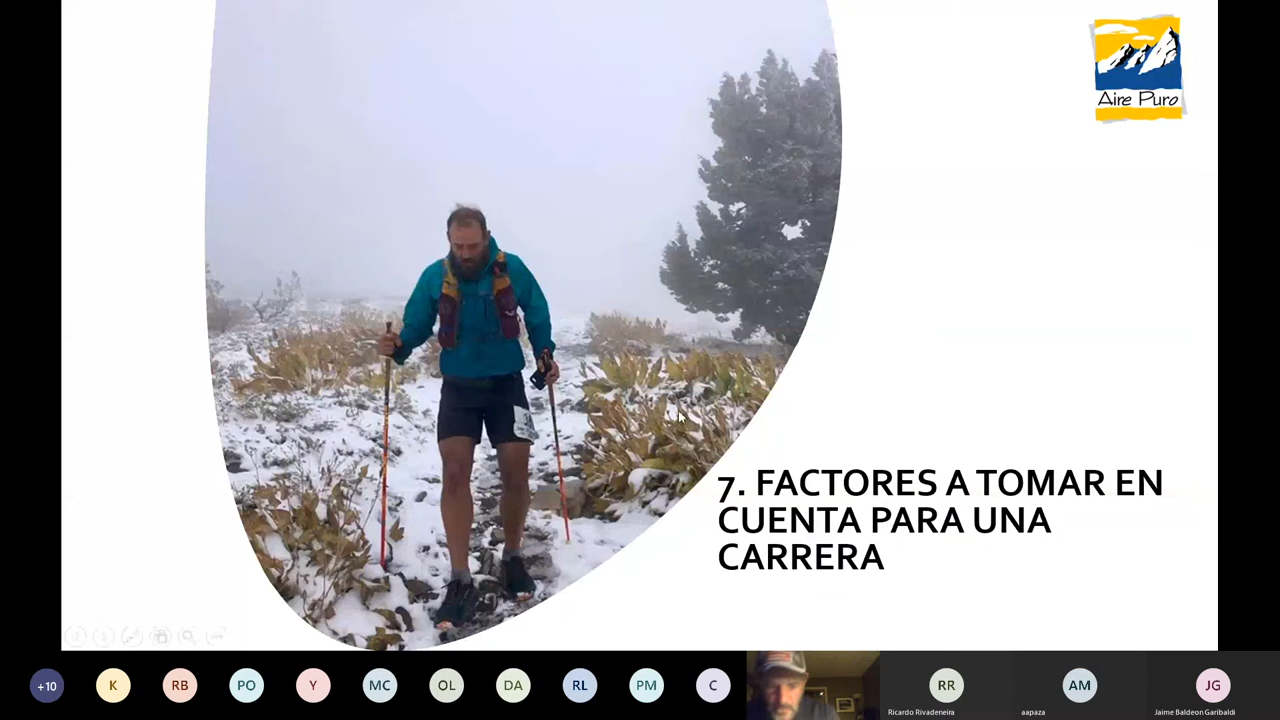 Aire Puro
7. FACTORES A TOMAR EN
CUENTA PARA UNA
CARRERA
+10
K
RB
PO
Y
MC
OL
DA
RL
PM
C
RR
AM
JG
Ricardo Rivadeneira
aapaza
Jaime Baldeon Garibaldi